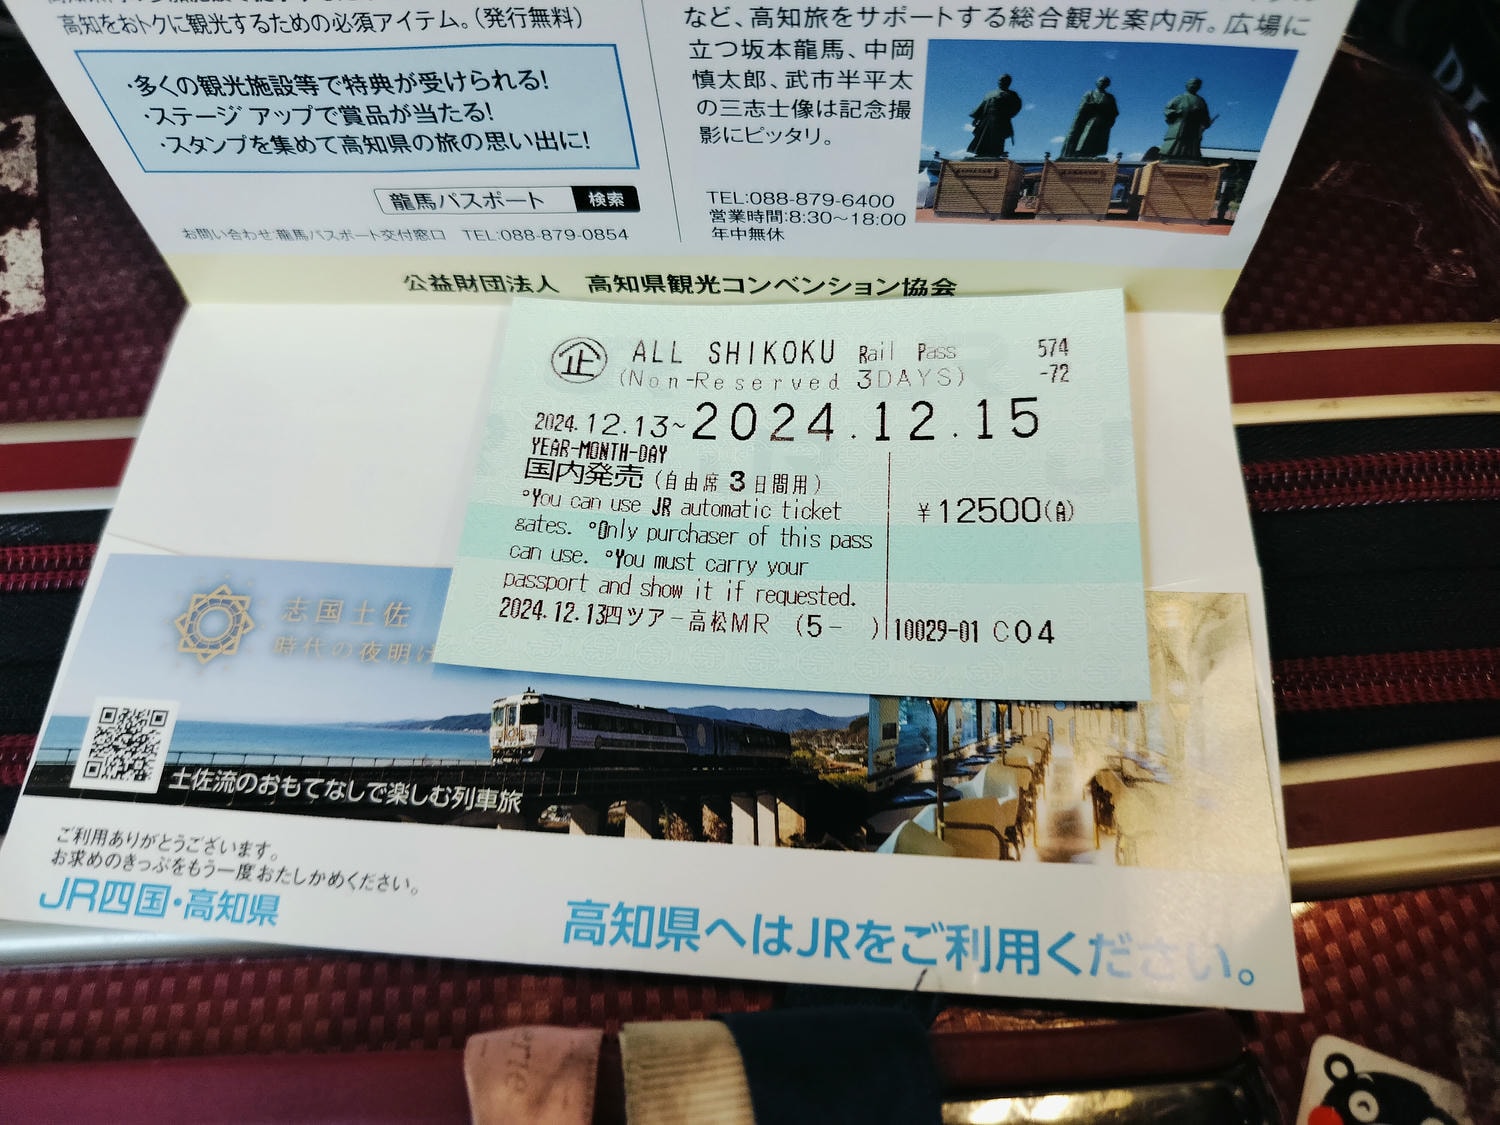 高知をおトクに観光するための必須アイテム。(発行無料)
・多くの観光施設等で特典が受けられる!
・ステージ アップで賞品が当たる!
・スタンプを集めて高知県の旅の思い出に!
龍馬パスポート 検索
お問い合わせ:龍馬パスポート交付窓口 TEL:088-879-0854
など、高知旅をサポートする総合観光案内所。広場に
立つ坂本龍馬、中岡
慎太郎、武市半平太
の三志士像は記念撮
影にピッタリ。
TEL:088-879-6400
営業時間:8:30～18:00
年中無休
公益財団法人 高知県観光コンベンション協会
企 ALL SHIKOKU Rail Pass 574
(Non-Reserved 3DAYS) -72
2024.12.13~2024.12.15
YEAR-MONTH-DAY
国内発売(自由席3日間用)
°You can use JR automatic ticket ¥12500(A)
gates. °Only purchaser of this pass
can use. °You must carry your
passport and show it if requested.
2024.12.13四ツアー高松MR (5- ) 10029-01 C04
志国土佐
時代の夜明け
土佐流のおもてなしで楽しむ列車旅
ご利用ありがとうございます。
お求めのきっぷをもう一度おたしかめください。
JR四国・高知県
高知県へはJRをご利用ください。